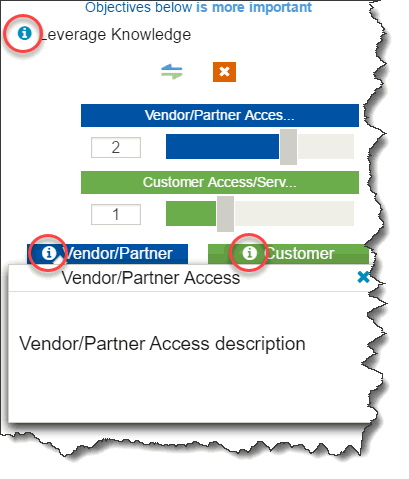 Objectives below is more important
Leverage Knowledge
Vendor/Partner Acces...
2
Customer Access/Serv...
1
Vendor/Partner
Customer
Vendor/Partner Access
Vendor/Partner Access description